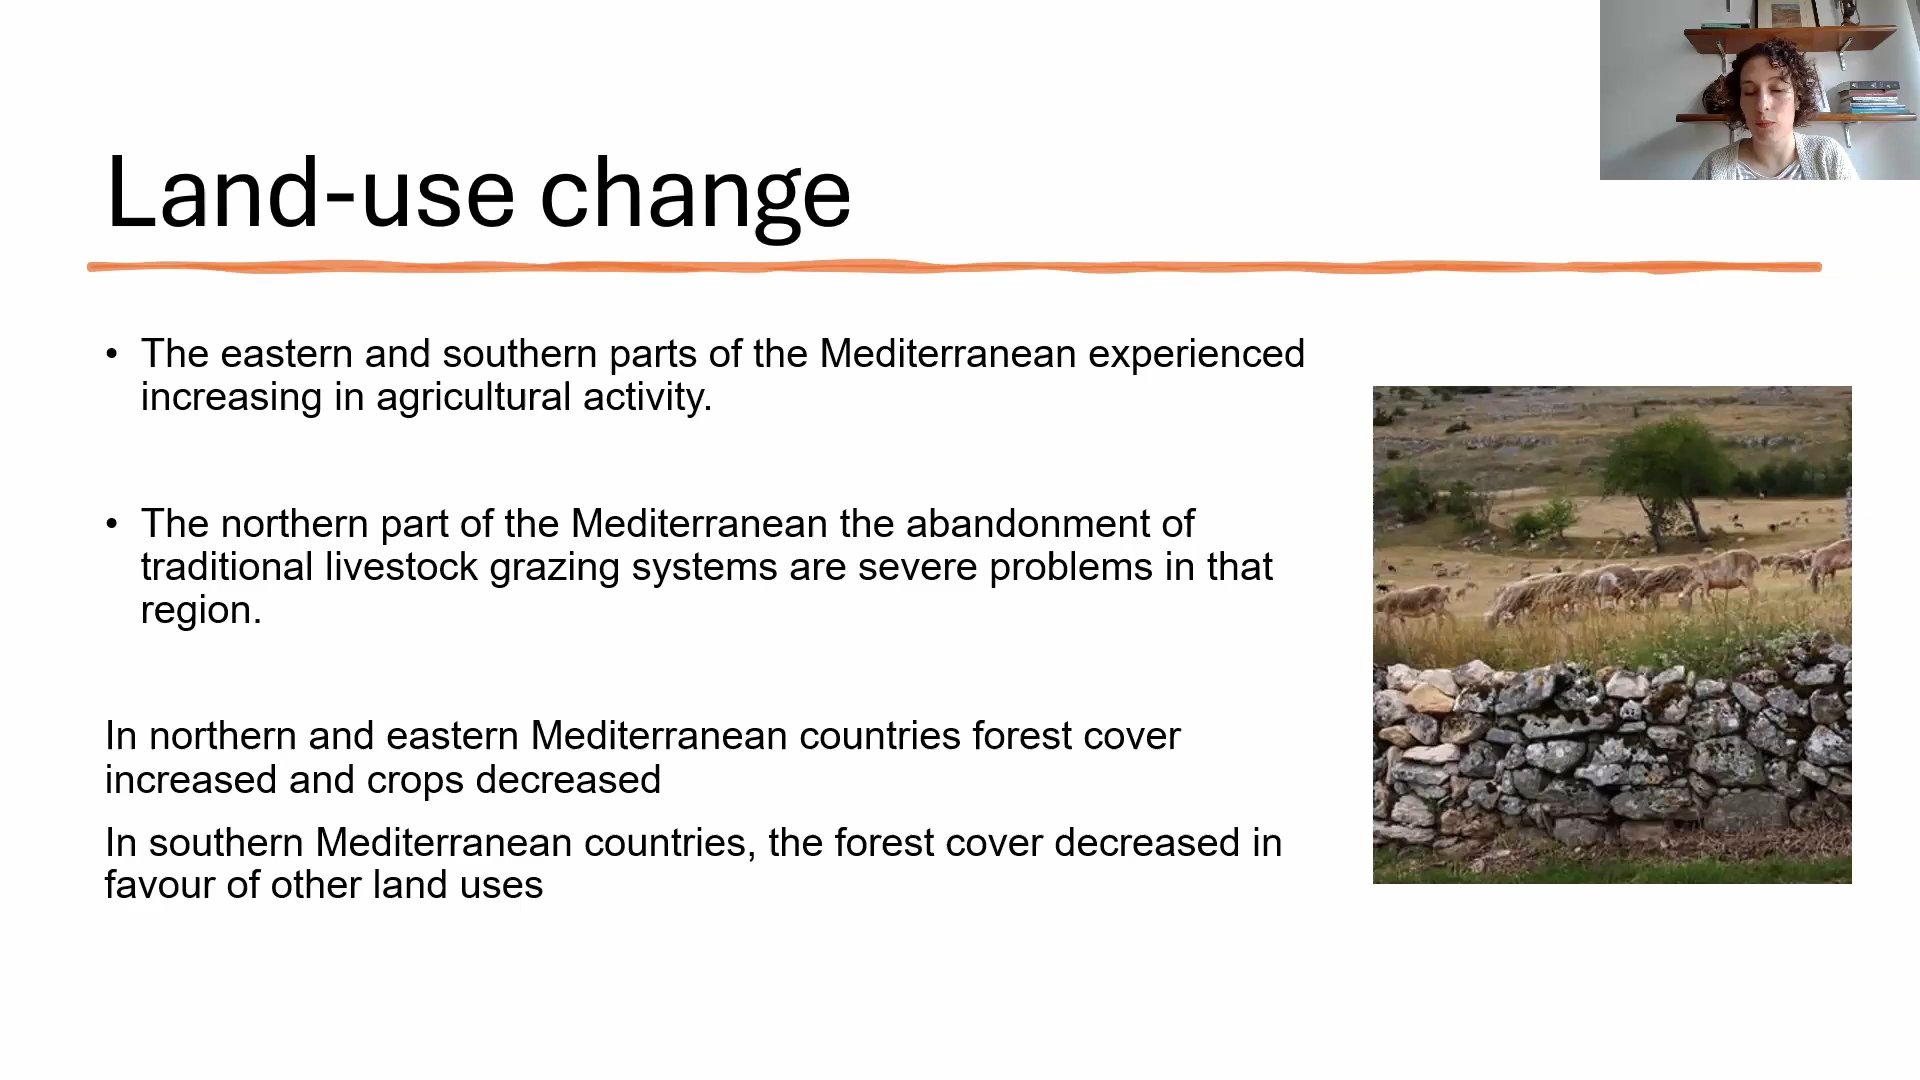 Land-use change
• The eastern and southern parts of the Mediterranean experienced
increasing in agricultural activity.
• The northern part of the Mediterranean the abandonment of
traditional livestock grazing systems are severe problems in that
region.
In northern and eastern Mediterranean countries forest cover
increased and crops decreased
In southern Mediterranean countries, the forest cover decreased in
favour of other land uses